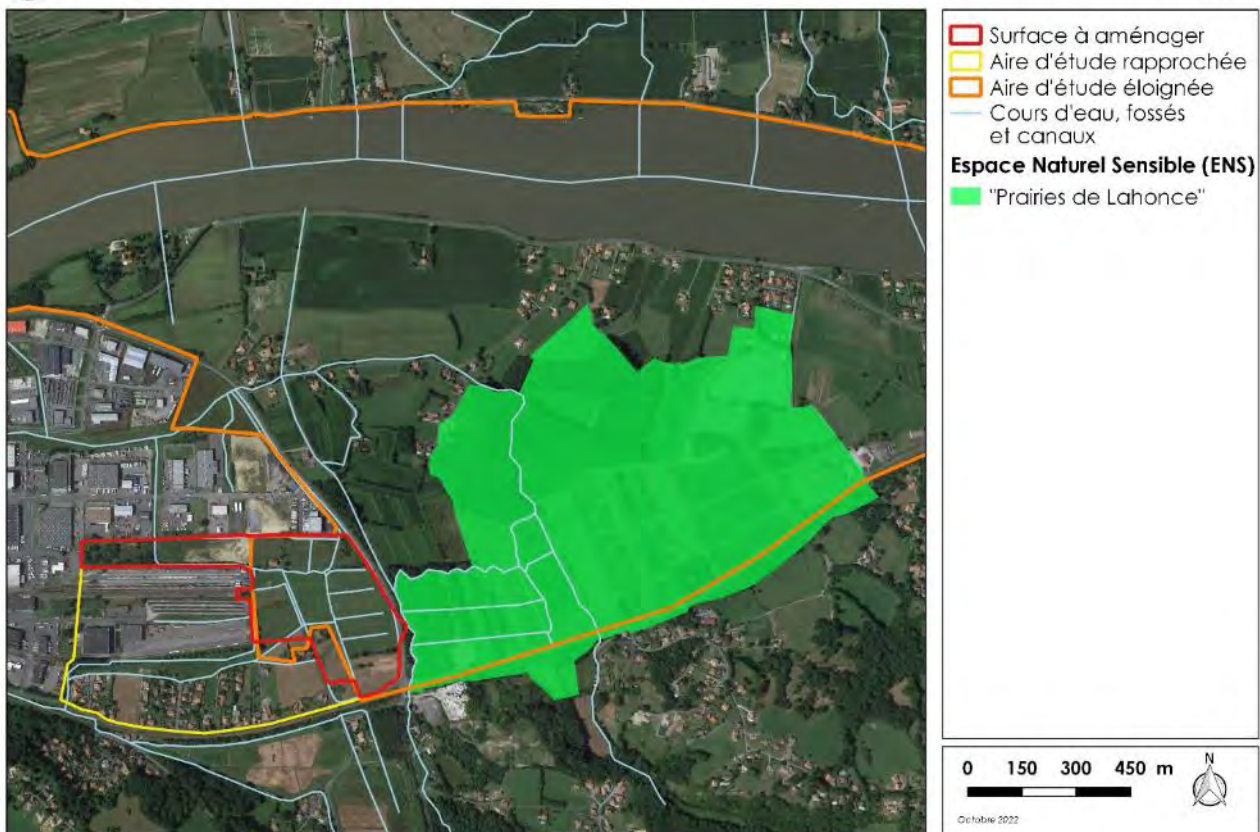 Surface à aménager
Aire d'étude rapprochée
Aire d'étude éloignée
Cours d'eau, fossés
et canaux
Espace Naturel Sensible (ENS)
"Prairies de Lahonce"
0 150 300 450 m
N
Octobre 2022